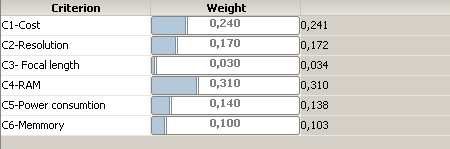 Criterion Weight
C1-Cost 0,240 0,241
C2-Resolution 0,170 0,172
C3- Focal length 0,030 0,034
C4-RAM 0,310 0,310
C5-Power consumtion 0,140 0,138
C6-Memmory 0,100 0,103